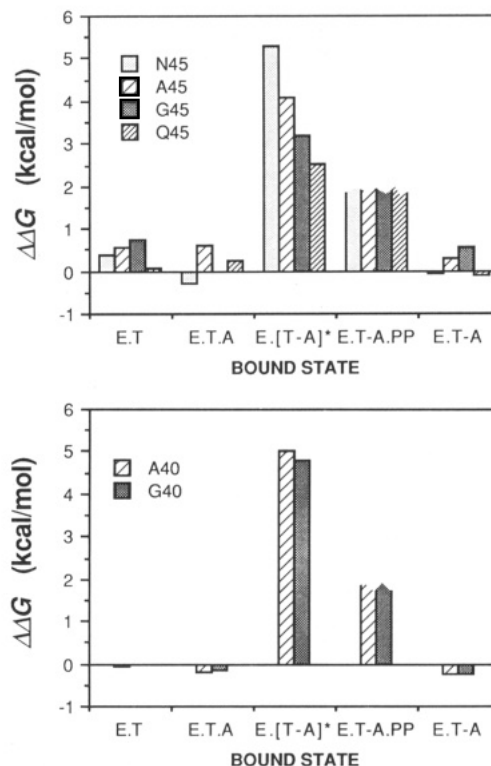 6
5
4
3
2
1
0
-1
ΔΔG (kcal/mol)
N45
A45
G45
Q45
E.T E.T.A E.[T-A]* E.T-A.PP E.T-A
BOUND STATE
6
5
4
3
2
1
0
-1
ΔΔG (kcal/mol)
A40
G40
E.T E.T.A E.[T-A]* E.T-A.PP E.T-A
BOUND STATE